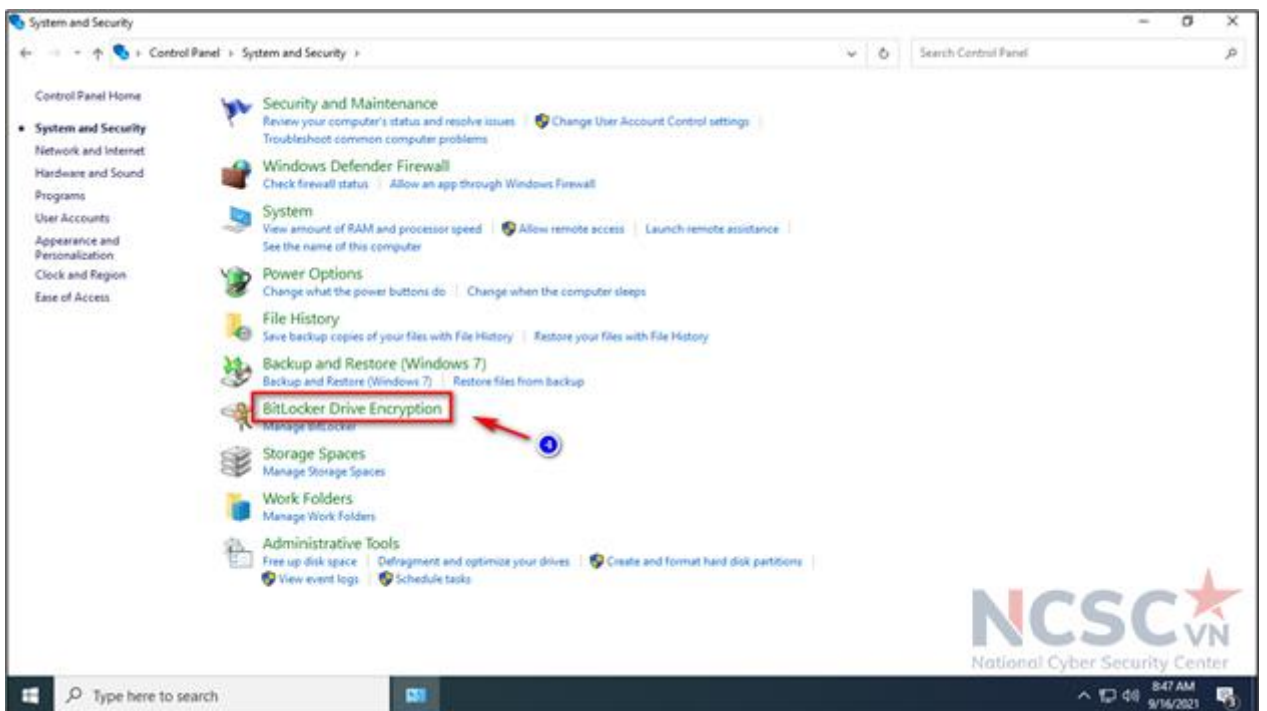 System and Security
Control Panel › System and Security ›
Search Control Panel
Control Panel Home
System and Security
Network and Internet
Hardware and Sound
Programs
User Accounts
Appearance and
Personalization
Clock and Region
Ease of Access
Security and Maintenance
Review your computer's status and resolve issues
Change User Account Control settings
Troubleshoot common computer problems
Windows Defender Firewall
Check firewall status
Allow an app through Windows Firewall
System
View amount of RAM and processor speed
Allow remote access
Launch remote assistance
See the name of this computer
Power Options
Change what the power buttons do
Change when the computer sleeps
File History
Save backup copies of your files with File History
Restore your files with File History
Backup and Restore (Windows 7)
Backup and Restore (Windows 7)
Restore files from backup
BitLocker Drive Encryption
Manage BitLocker
4
Storage Spaces
Manage Storage Spaces
Work Folders
Manage Work Folders
Administrative Tools
Free up disk space
Defragment and optimize your drives
Create and format hard disk partitions
View event logs
Schedule tasks
NCSC VN
National Cyber Security Center
Type here to search
8:47 AM
9/16/2021
3